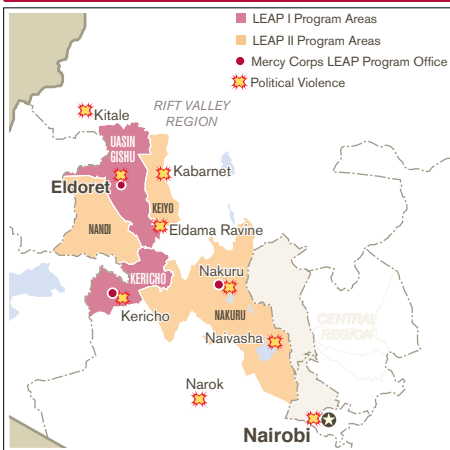 LEAP I Program Areas
LEAP II Program Areas
Mercy Corps LEAP Program Office
Political Violence
RIFT VALLEY
REGION
Kitale
UASIN
GISHU
Kabarnet
Eldoret
KEIYO
NANDI
Eldama Ravine
KERICHO
Nakuru
Kericho
NAKURU
CENTRAL
REGION
Naivasha
Narok
Nairobi